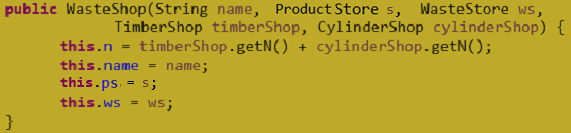 public WasteShop(String name, ProductStore s, WasteStore ws,
TimberShop timberShop, CylinderShop cylinderShop) {
this.n = timberShop.getN() + cylinderShop.getN();
this.name = name;
this.ps = s;
this.ws = ws;
}